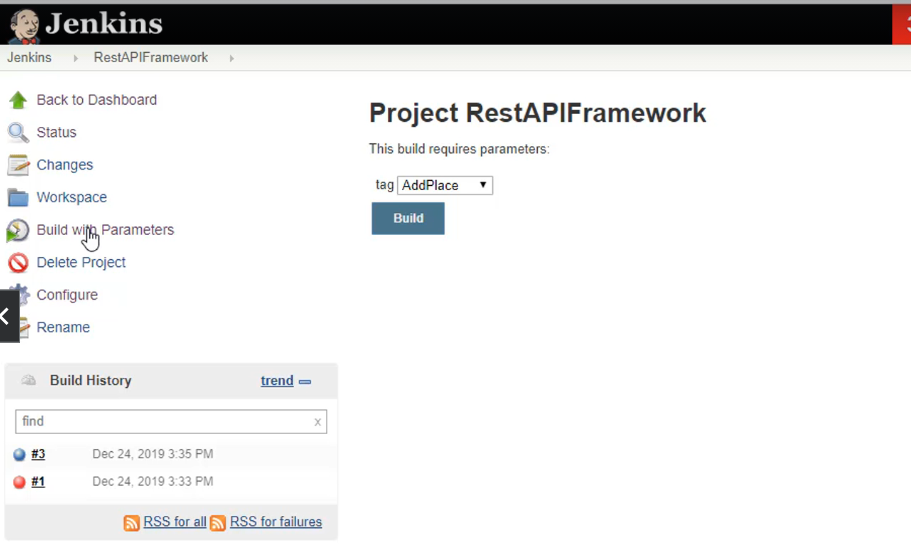 Jenkins
Jenkins RestAPIFramework
Back to Dashboard
Status
Changes
Workspace
Build with Parameters
Delete Project
Configure
Rename
Project RestAPIFramework
This build requires parameters:
tag AddPlace
Build
Build History trend
find x
#3 Dec 24, 2019 3:35 PM
#1 Dec 24, 2019 3:33 PM
RSS for all RSS for failures